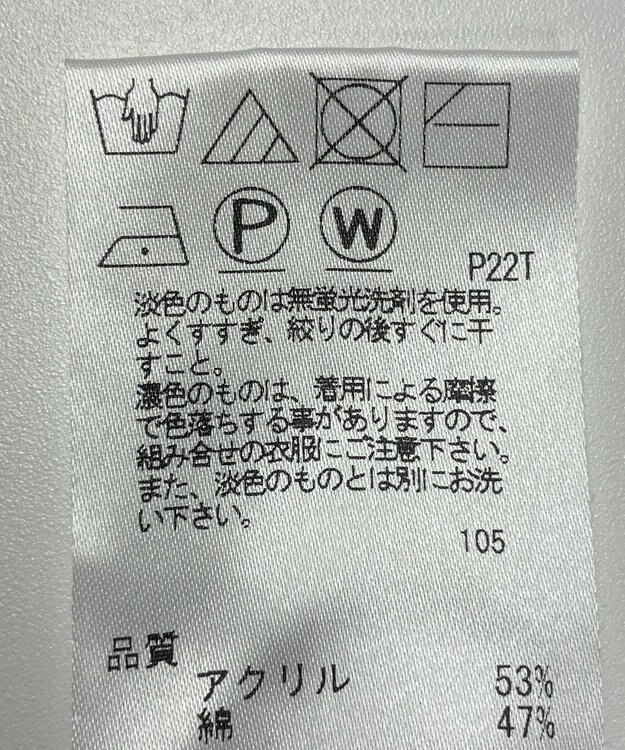 P
W
P22T
淡色のものは無蛍光洗剤を使用。
よくすすぎ、絞りの後すぐに干
すこと。
濃色のものは、着用による摩擦
で色落ちする事がありますので、
組み合せの衣服にご注意下さい。
また、淡色のものとは別にお洗
い下さい。
105
品質
アクリル 53%
綿 47%